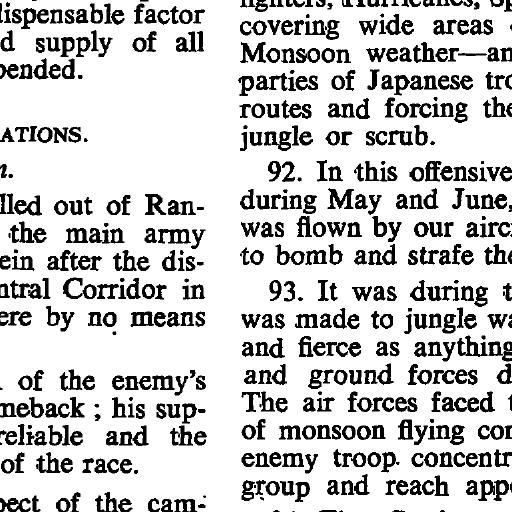 dispensable factor
d supply of all
pended.
ATIONS.
n.
lled out of Ran-
the main army
ein after the dis-
ntral Corridor in
ere by no means
of the enemy's
meback ; his sup-
reliable and the
of the race.
pect of the cam-
fighters, Hurricanes, Sp
covering wide areas
Monsoon weather—an
parties of Japanese tro
routes and forcing the
jungle or scrub.
92. In this offensive
during May and June,
was flown by our airc
to bomb and strafe the
93. It was during t
was made to jungle wa
and fierce as anything
and ground forces d
The air forces faced t
of monsoon flying con
enemy troop concentr
group and reach appo